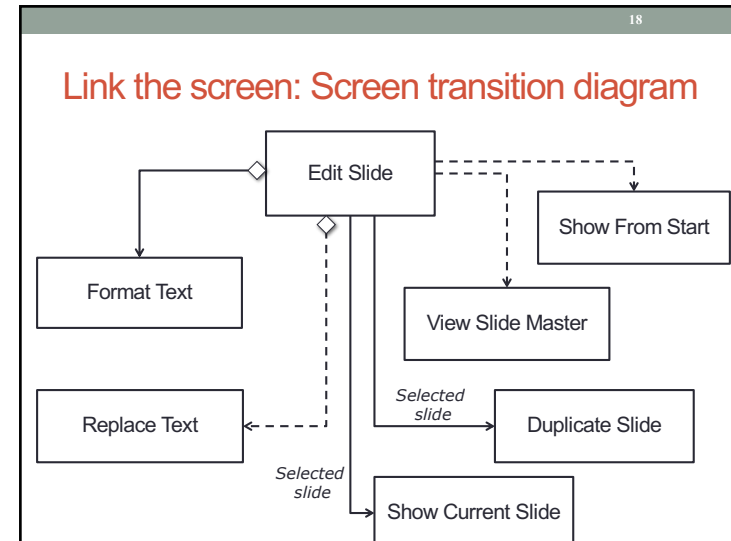 18
Link the screen: Screen transition diagram
Edit Slide
Show From Start
Format Text
View Slide Master
Selected
slide
Replace Text
Duplicate Slide
Selected
slide
Show Current Slide